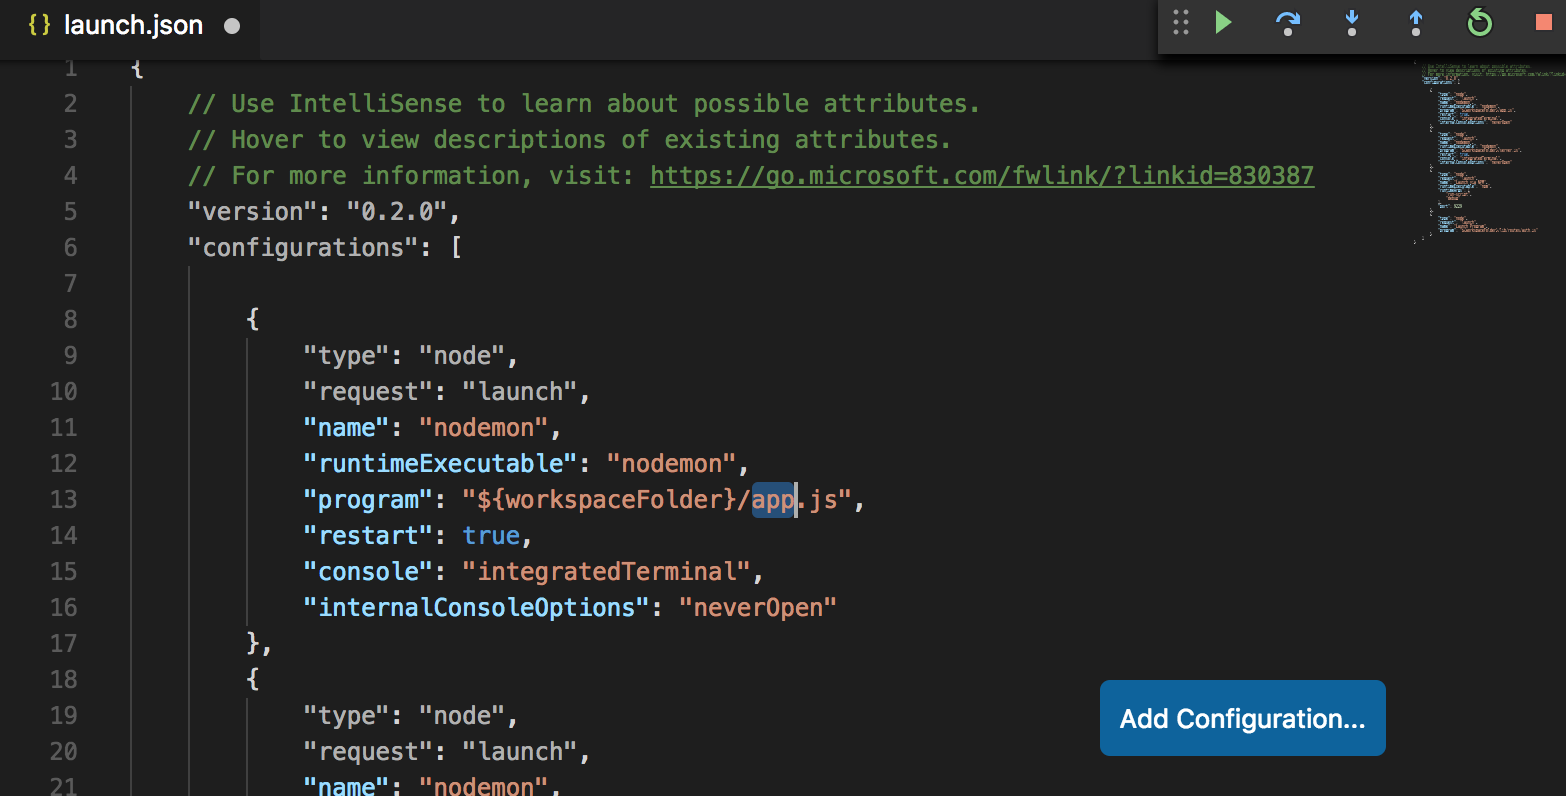 {} launch.json
1 {
2 // Use IntelliSense to learn about possible attributes.
3 // Hover to view descriptions of existing attributes.
4 // For more information, visit: https://go.microsoft.com/fwlink/?linkid=830387
5 "version": "0.2.0",
6 "configurations": [
7
8 {
9 "type": "node",
10 "request": "launch",
11 "name": "nodemon",
12 "runtimeExecutable": "nodemon",
13 "program": "${workspaceFolder}/app.js",
14 "restart": true,
15 "console": "integratedTerminal",
16 "internalConsoleOptions": "neverOpen"
17 },
18 {
19 "type": "node",
20 "request": "launch",
21 "name": "nodemon",
Add Configuration...